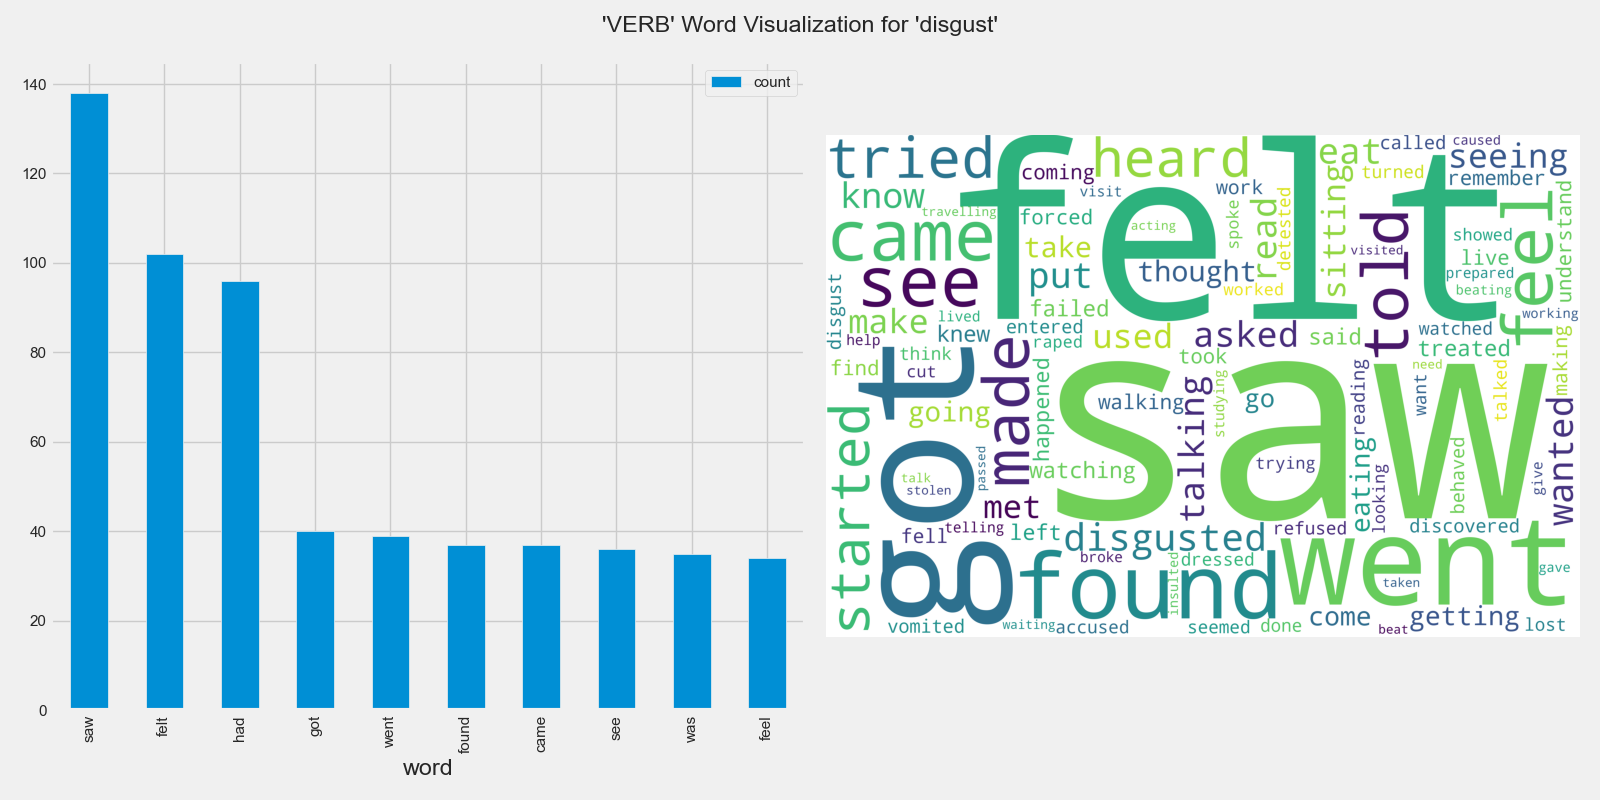 'VERB' Word Visualization for 'disgust'
count
140
120
100
80
60
40
20
0
saw
felt
had
got
went
found
came
see
was
feel
word
tried
felt
heard
eat
called
caused
seeing
coming
turned
remember
know
visit
work
travelling
forced
acting
spoke
detested
read
sitting
told
visited
showed
feel
understand
came
take
live
see
put
thought
worked
prepared
beating
disgust
make
lived
failed
working
knew
entered
used
asked
said
watched
help
raped
treated
think
took
find
cut
made
got
happened
saw
need
want
talked
making
going
walking
studying
go
reading
wanted
started
watching
talking
trying
eating
looking
behaved
give
talk
stolen
passed
met
fell
telling
left
disgusted
refused
discovered
broke
dressed
went
found
insulted
taken
gave
vomited
waiting
accused
seemed
done
come
beat
getting
lost